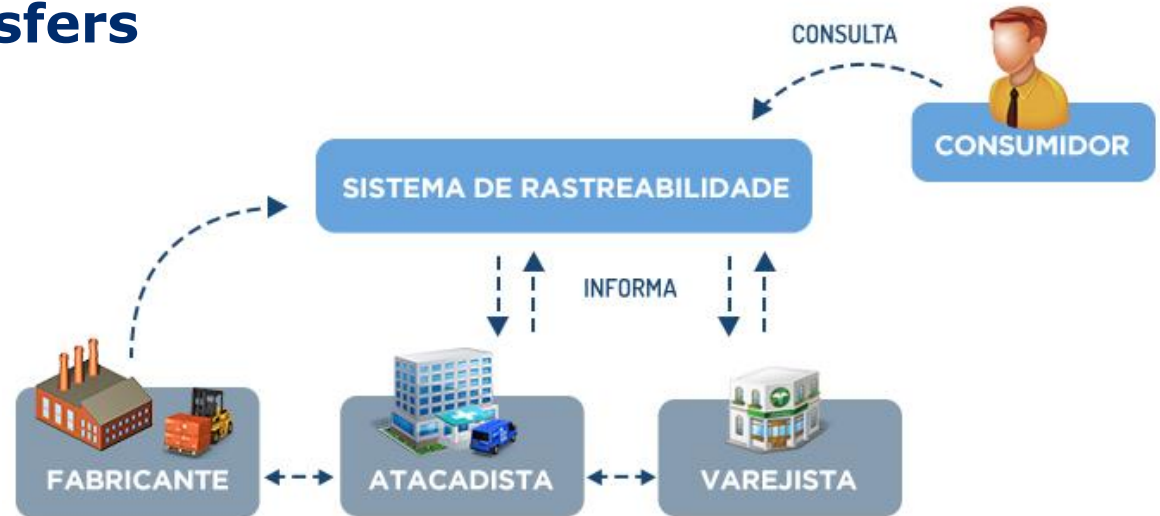 sfers
CONSULTA
CONSUMIDOR
SISTEMA DE RASTREABILIDADE
INFORMA
FABRICANTE
ATACADISTA
VAREJISTA